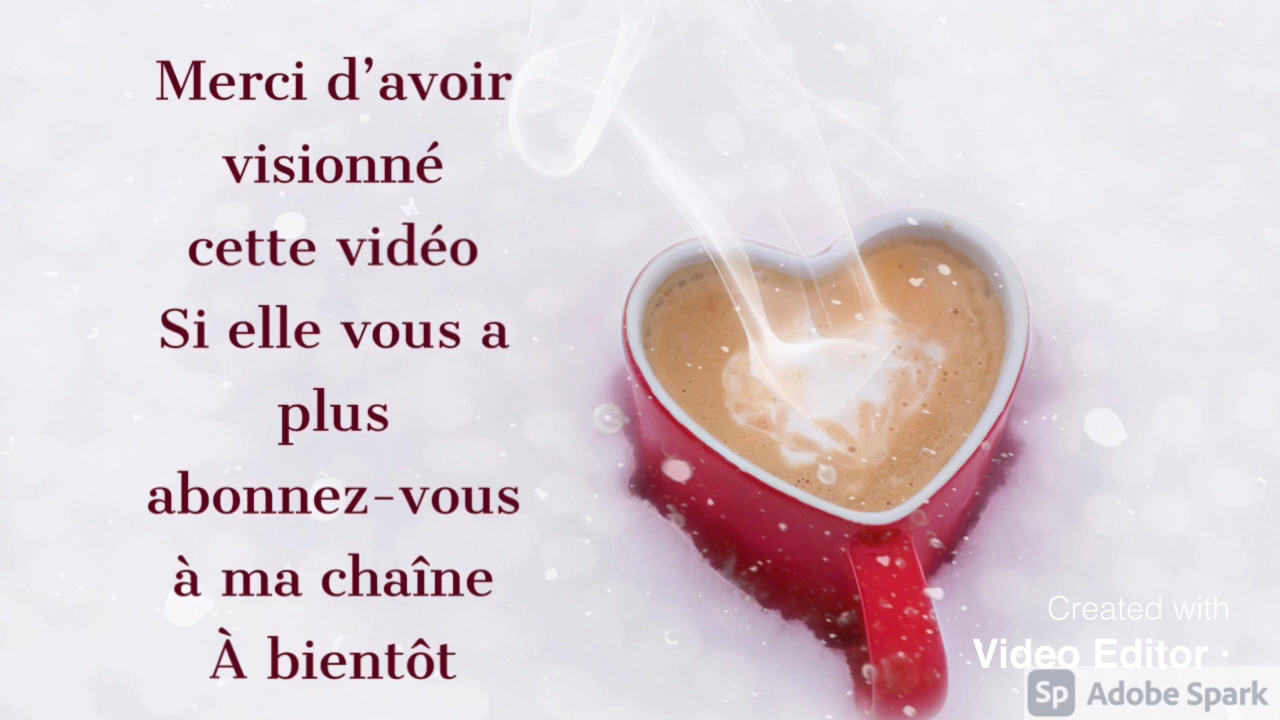 Merci d’avoir
visionné
cette vidéo
Si elle vous a
plus
abonnez-vous
à ma chaîne
À bientôt
Created with
Video Editor ·
Sp Adobe Spark